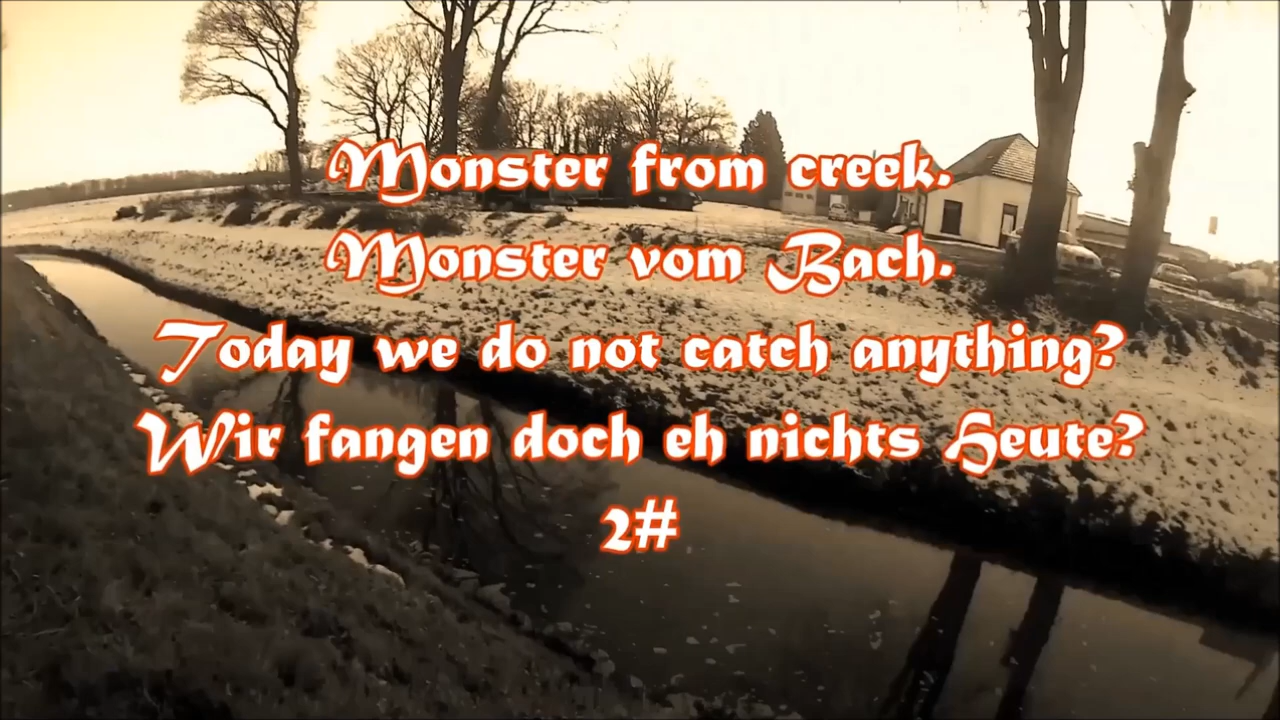 Monster from creek.
Monster vom Bach.
Today we do not catch anything?
Wir fangen doch eh nichts Heute?
2#